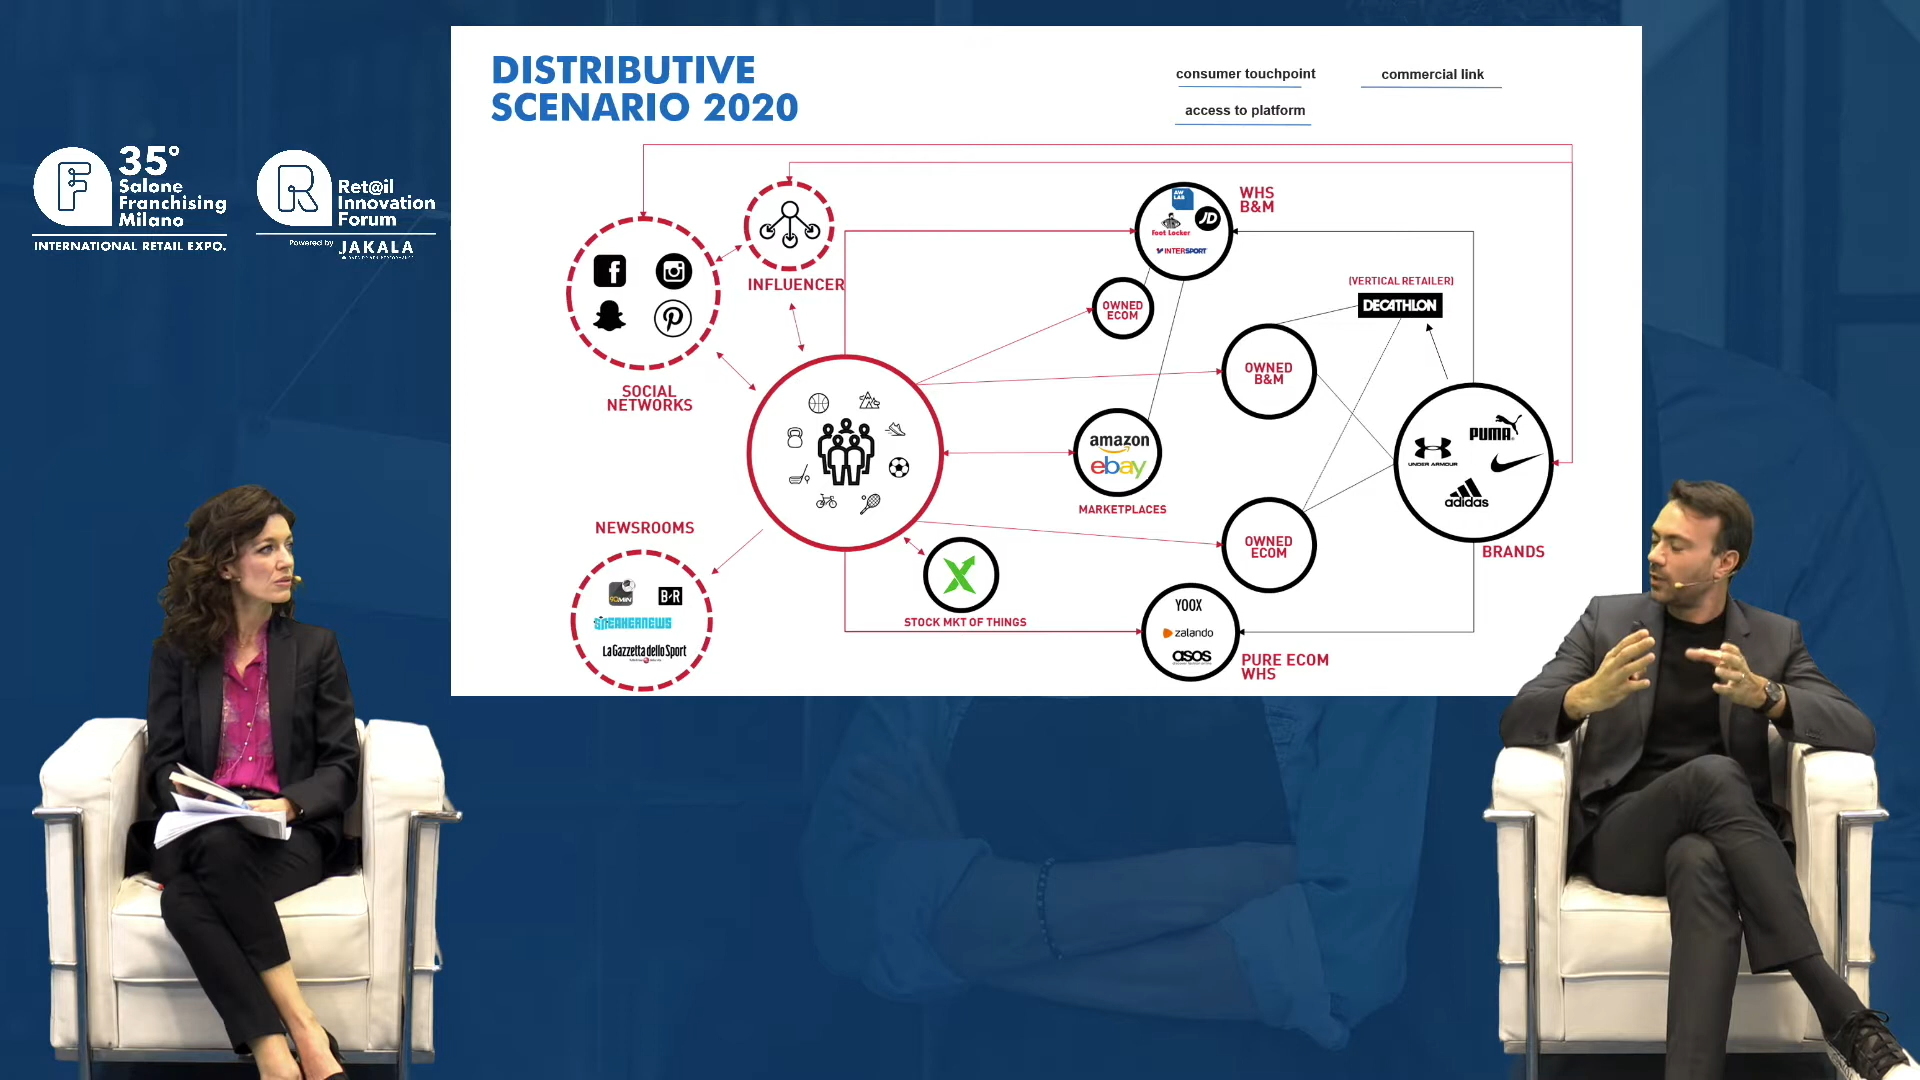 35°
Salone
Franchising
Milano
INTERNATIONAL RETAIL EXPO.
Ret@il
Innovation
Forum
Powered by JAKALA
DISTRIBUTIVE
SCENARIO 2020
consumer touchpoint
commercial link
access to platform
WHS
B&M
AW LAB
JD
Foot Locker
INTERSPORT
INFLUENCER
(VERTICAL RETAILER)
DECATHLON
OWNED
ECOM
OWNED
B&M
SOCIAL
NETWORKS
amazon
ebay
MARKETPLACES
PUMA
UNDER ARMOUR
adidas
BRANDS
NEWSROOMS
90MIN
B/R
SNEAKERNEWS
La Gazzetta dello Sport
STOCK MKT OF THINGS
OWNED
ECOM
YOOX
zalando
asos
PURE ECOM
WHS